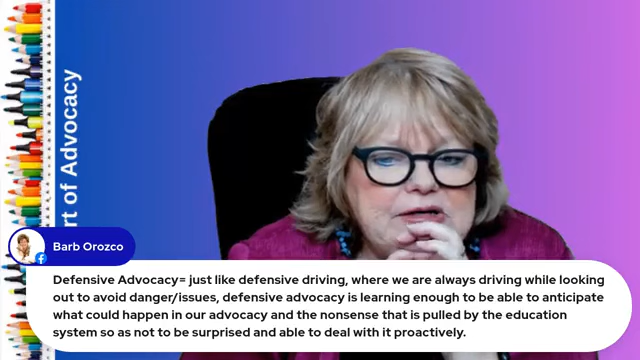 rt of Advocacy
Barb Orozco
Defensive Advocacy= just like defensive driving, where we are always driving while looking
out to avoid danger/issues, defensive advocacy is learning enough to be able to anticipate
what could happen in our advocacy and the nonsense that is pulled by the education
system so as not to be surprised and able to deal with it proactively.